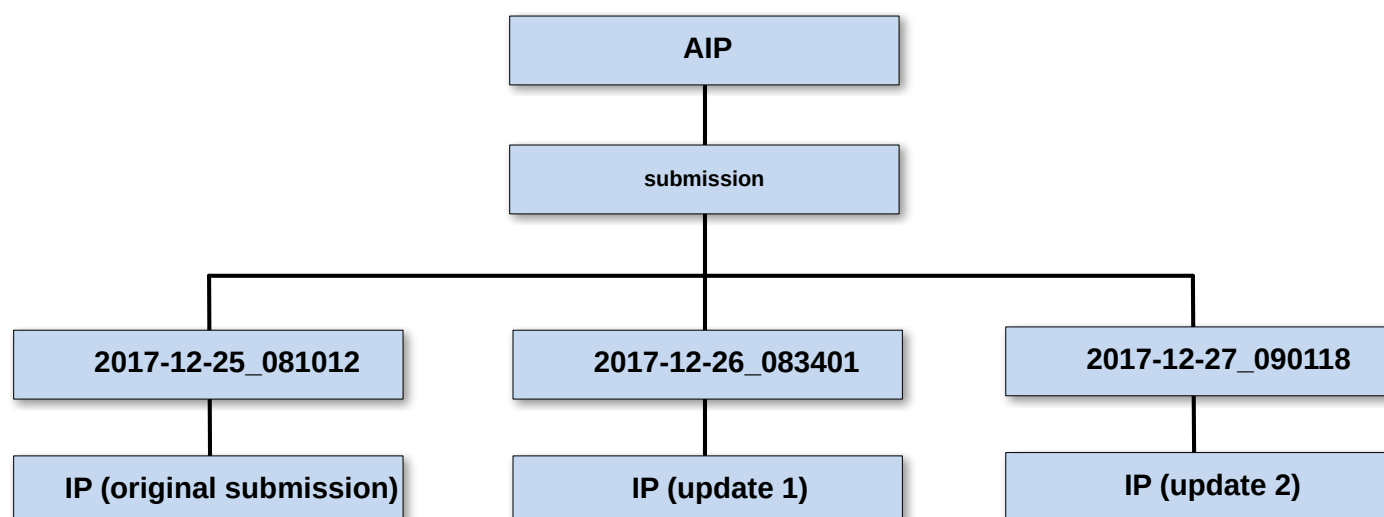 AIP
submission
2017-12-25_081012
2017-12-26_083401
2017-12-27_090118
IP (original submission)
IP (update 1)
IP (update 2)